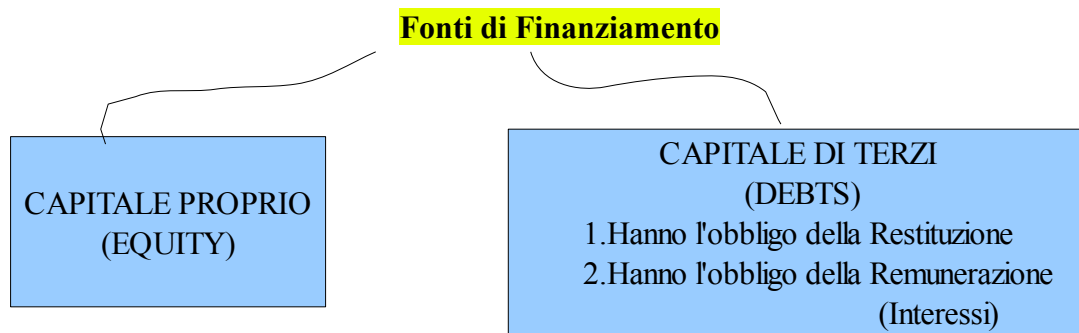 Fonti di Finanziamento
CAPITALE PROPRIO
(EQUITY)
CAPITALE DI TERZI
(DEBTS)
1.Hanno l'obbligo della Restituzione
2.Hanno l'obbligo della Remunerazione
(Interessi)